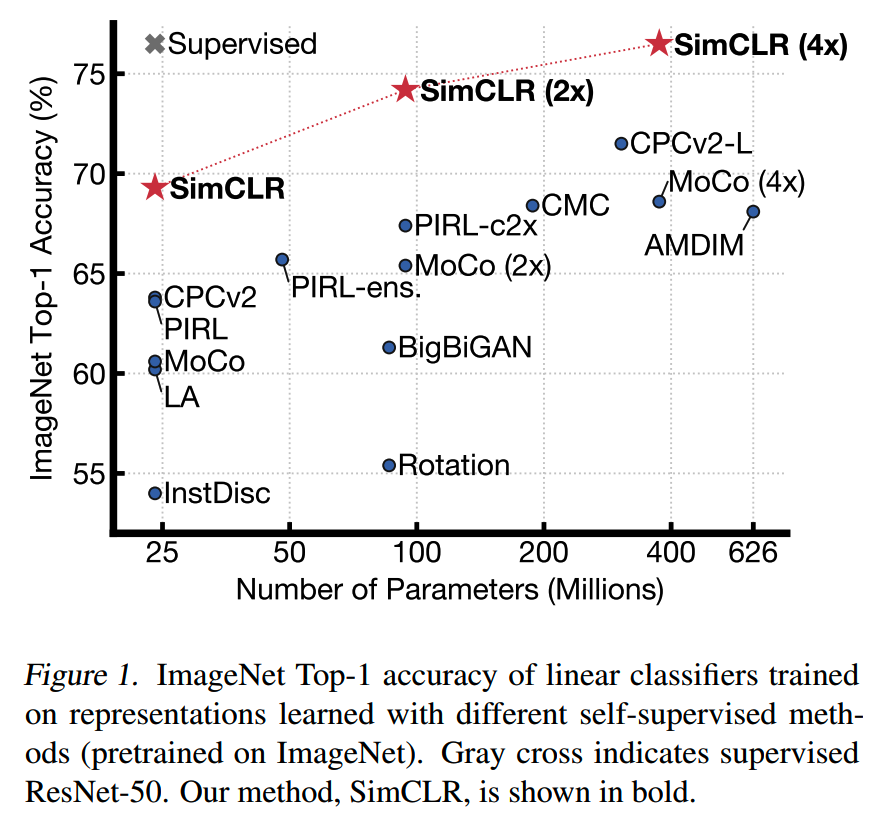 Supervised
SimCLR (4x)
75
SimCLR (2x)
CPCv2-L
70
MoCo (4x)
SimCLR
CMC
PIRL-c2x
AMDIM
MoCo (2x)
65
PIRL-ens.
CPCv2
PIRL
BigBiGAN
MoCo
60
LA
Rotation
55
InstDisc
ImageNet Top-1 Accuracy (%)
25 50 100 200 400 626
Number of Parameters (Millions)
Figure 1. ImageNet Top-1 accuracy of linear classifiers trained
on representations learned with different self-supervised meth-
ods (pretrained on ImageNet). Gray cross indicates supervised
ResNet-50. Our method, SimCLR, is shown in bold.